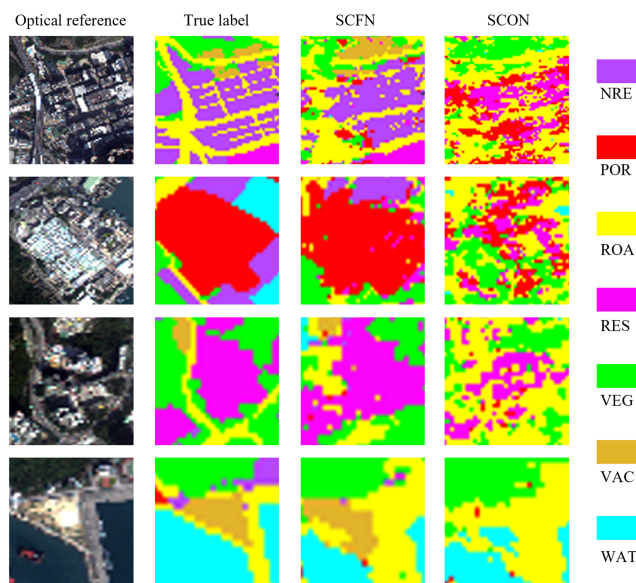 Optical reference True label SCFN SCON
NRE
POR
ROA
RES
VEG
VAC
WAT